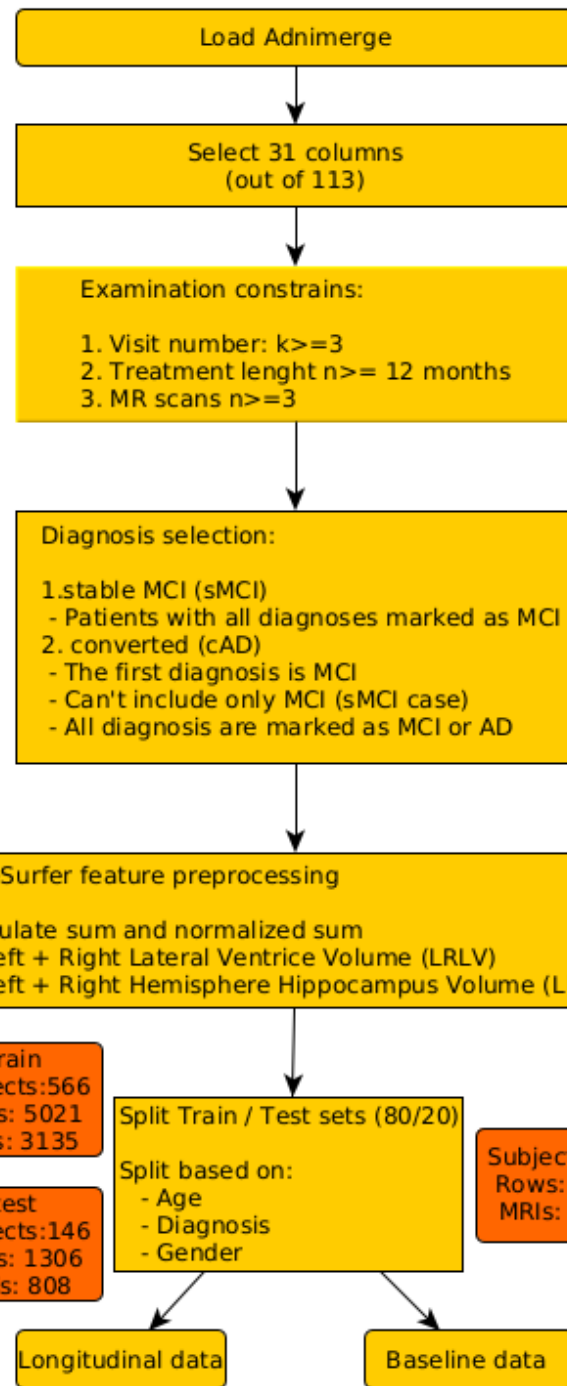 Load Adnimerge
Select 31 columns
(out of 113)
Examination constrains:
1. Visit number: k>=3
2. Treatment lenght n>= 12 months
3. MR scans n>=3
Diagnosis selection:
1.stable MCI (sMCI)
- Patients with all diagnoses marked as MCI
2. converted (cAD)
- The first diagnosis is MCI
- Can't include only MCI (sMCI case)
- All diagnosis are marked as MCI or AD
Surfer feature preprocessing
ulate sum and normalized sum
eft + Right Lateral Ventrice Volume (LRLV)
eft + Right Hemisphere Hippocampus Volume (L
rain
ects:566
s: 5021
s: 3135
Split Train / Test sets (80/20)
Split based on:
- Age
- Diagnosis
- Gender
Subject
Rows:
MRIs:
est
ects:146
s: 1306
s: 808
Longitudinal data
Baseline data